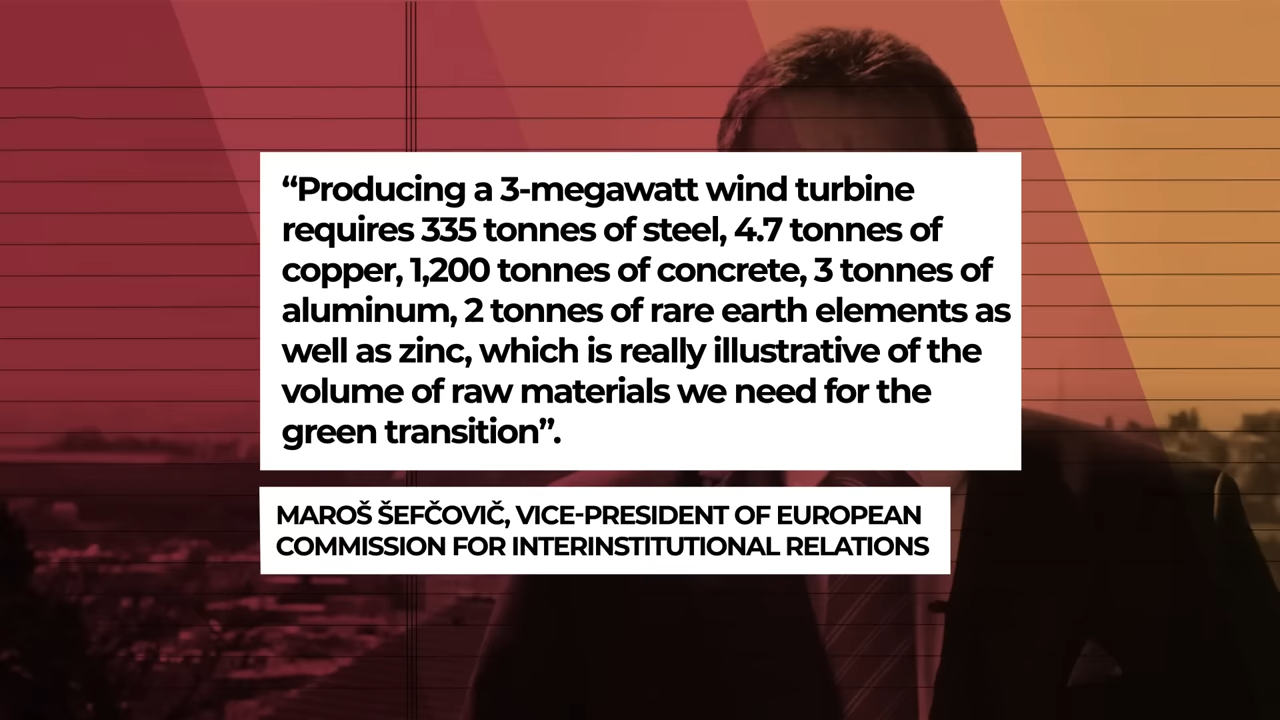 “Producing a 3-megawatt wind turbine
requires 335 tonnes of steel, 4.7 tonnes of
copper, 1,200 tonnes of concrete, 3 tonnes of
aluminum, 2 tonnes of rare earth elements as
well as zinc, which is really illustrative of the
volume of raw materials we need for the
green transition”.
MAROŠ ŠEFČOVIČ, VICE-PRESIDENT OF EUROPEAN
COMMISSION FOR INTERINSTITUTIONAL RELATIONS